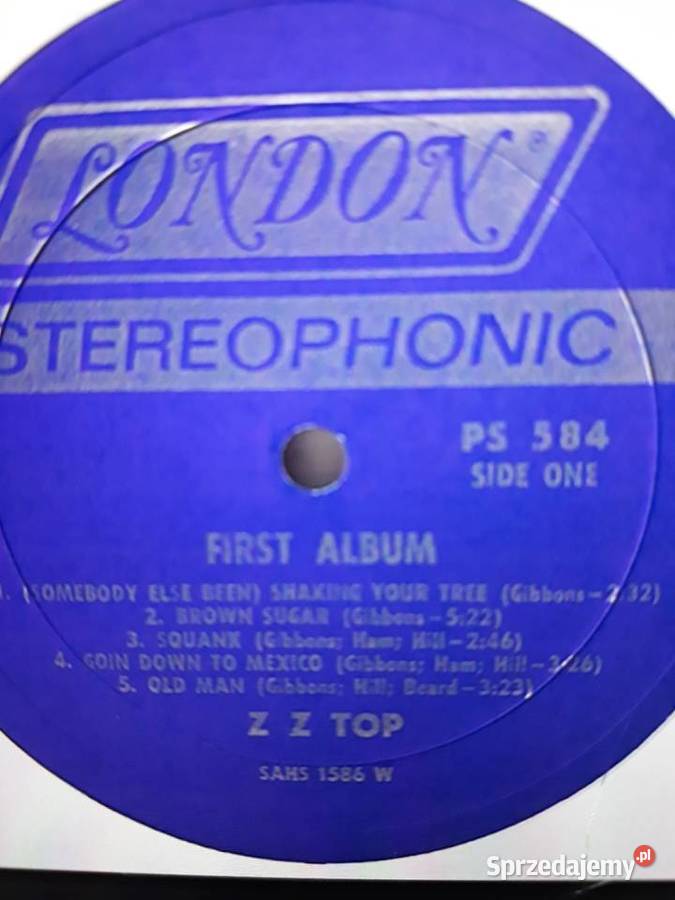 LONDON®
STEREOPHONIC
PS 584
SIDE ONE
FIRST ALBUM
1. (SOMEBODY ELSE BEEN) SHAKING YOUR TREE (Gibbons–2:32)
2. BROWN SUGAR (Gibbons–5:22)
3. SQUANK (Gibbons; Ham; Hill–2:46)
4. GOIN DOWN TO MEXICO (Gibbons; Ham; Hill–3:26)
5. OLD MAN (Gibbons; Hill; Beard–3:23)
Z Z TOP
SAHS 1586 W
Sprzedajemy.pl